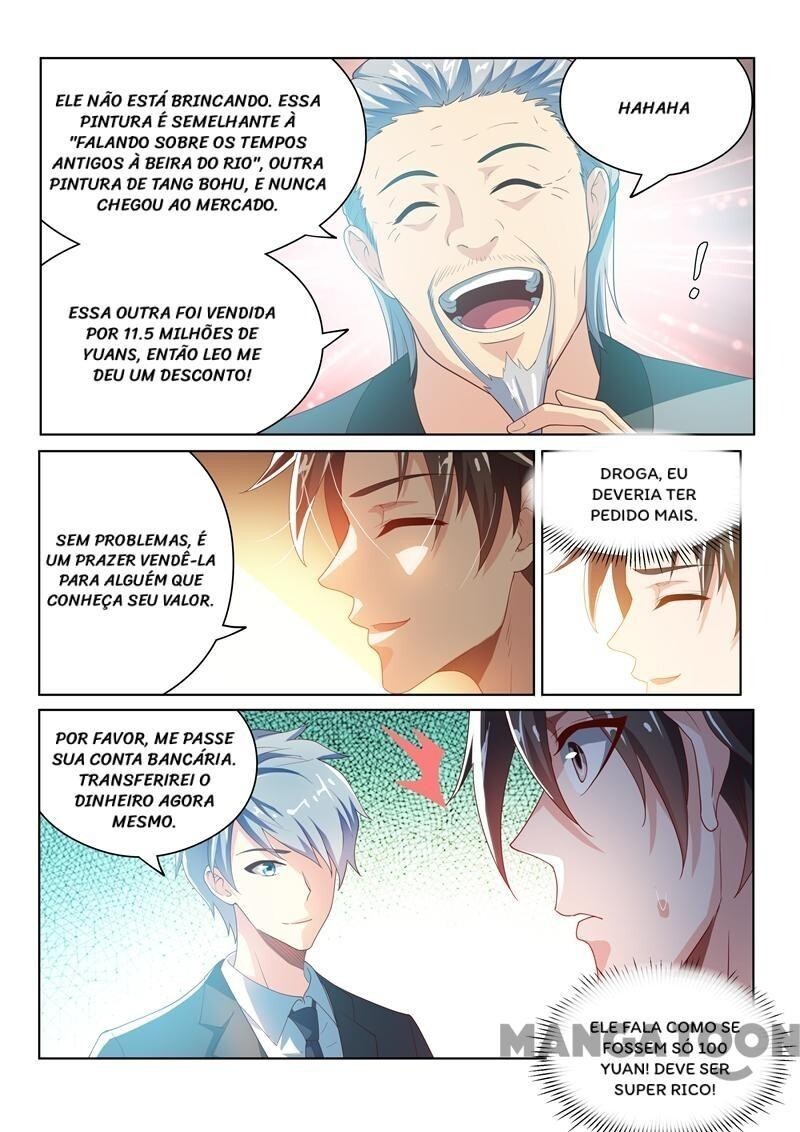 ELE NÃO ESTÁ BRINCANDO. ESSA
PINTURA É SEMELHANTE À
"FALANDO SOBRE OS TEMPOS
ANTIGOS À BEIRA DO RIO", OUTRA
PINTURA DE TANG BOHU, E NUNCA
CHEGOU AO MERCADO.
HAHAHA
!
ESSA OUTRA FOI VENDIDA
POR 11.5 MILHÕES DE
YUANS, ENTÃO LEO ME
DEU UM DESCONTO!
SEM PROBLEMAS, É
UM PRAZER VENDÊ-LA
PARA ALGUÉM QUE
CONHEÇA SEU VALOR.
DROGA, EU
DEVERIA TER
PEDIDO MAIS.
POR FAVOR, ME PASSE
SUA CONTA BANCÁRIA.
TRANSFERIREI O
DINHEIRO AGORA
MESMO.
ELE FALA COMO SE
FOSSEM SÓ 100
YUAN! DEVE SER
SUPER RICO!
MANGATOON